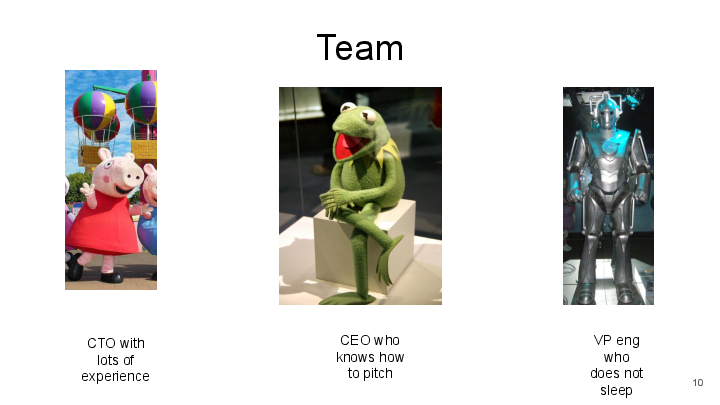 Team
CTO with
lots of
experience
CEO who
knows how
to pitch
VP eng
who
does not
sleep
10